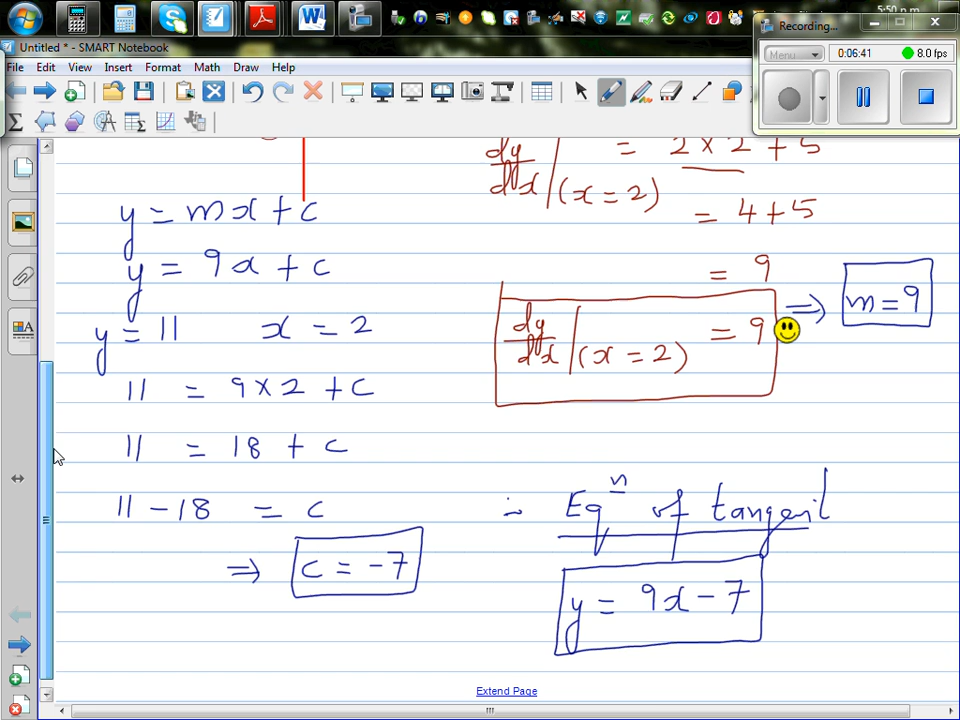 5:50 p.m.
Untitled * - SMART Notebook
Recording...
File Edit View Insert Format Math Draw Help
Menu 0:06:41 8.0 fps
dy/dx|(x = 2) = 2 × 2 + 5
= 4 + 5
= 9
dy/dx|(x = 2) = 9 ⇒ m = 9
y = mx + c
y = 9x + c
y = 11 x = 2
11 = 9 × 2 + c
11 = 18 + c
11 - 18 = c
⇒ c = -7
∴ Eqⁿ of tangent
y = 9x - 7
Extend Page